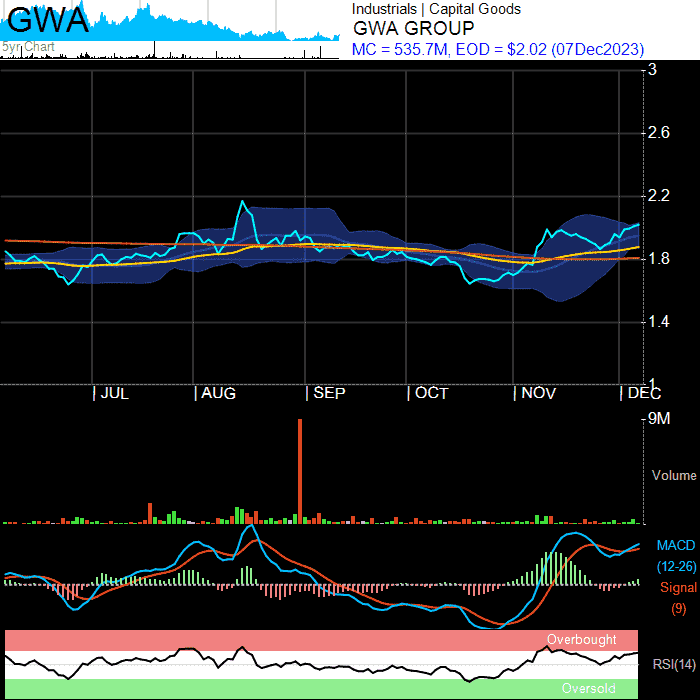 GWA
5yr Chart
Industrials | Capital Goods
GWA GROUP
MC = 535.7M, EOD = $2.02 (07Dec2023)
3
2.6
2.2
1.8
1.4
1
JUL AUG SEP OCT NOV DEC
9M
Volume
MACD
(12-26)
Signal
(9)
Overbought
RSI(14)
Oversold